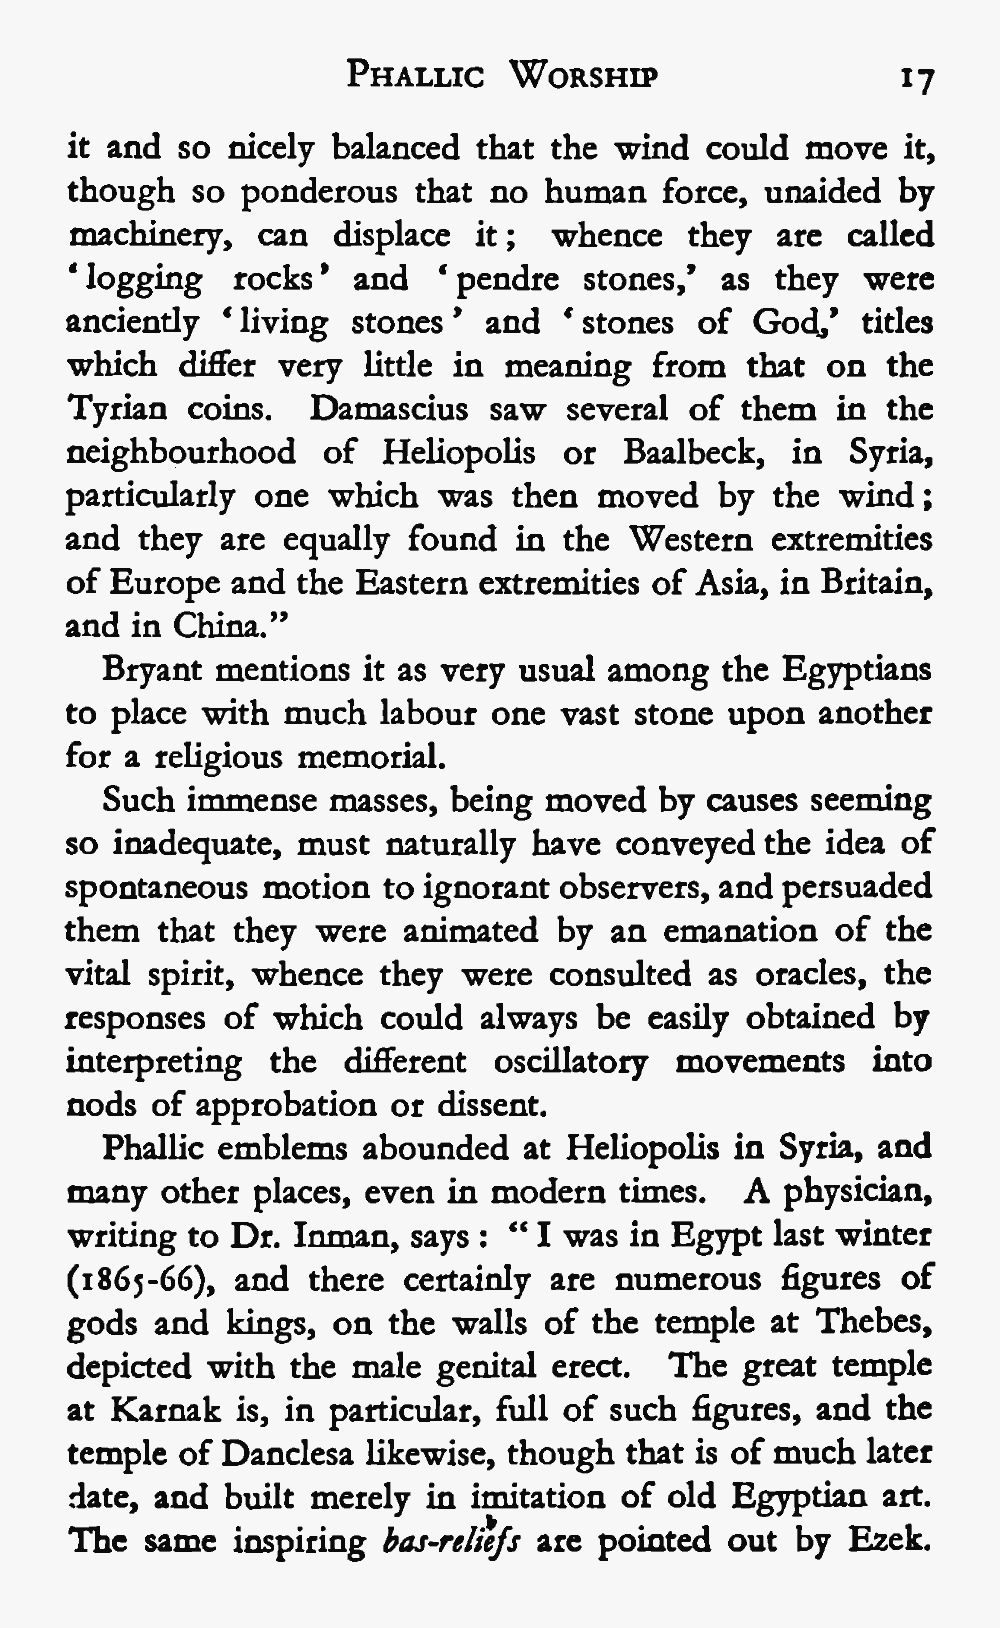 Phallic Worship 17
it and so nicely balanced that the wind could move it,
though so ponderous that no human force, unaided by
machinery, can displace it ; whence they are called
‘ logging rocks ’ and ‘ pendre stones,’ as they were
anciently ‘ living stones ’ and ‘ stones of God,’ titles
which differ very little in meaning from that on the
Tyrian coins. Damascius saw several of them in the
neighbourhood of Heliopolis or Baalbeck, in Syria,
particularly one which was then moved by the wind ;
and they are equally found in the Western extremities
of Europe and the Eastern extremities of Asia, in Britain,
and in China.”
Bryant mentions it as very usual among the Egyptians
to place with much labour one vast stone upon another
for a religious memorial.
Such immense masses, being moved by causes seeming
so inadequate, must naturally have conveyed the idea of
spontaneous motion to ignorant observers, and persuaded
them that they were animated by an emanation of the
vital spirit, whence they were consulted as oracles, the
responses of which could always be easily obtained by
interpreting the different oscillatory movements into
nods of approbation or dissent.
Phallic emblems abounded at Heliopolis in Syria, and
many other places, even in modern times. A physician,
writing to Dr. Inman, says : “ I was in Egypt last winter
(1865-66), and there certainly are numerous figures of
gods and kings, on the walls of the temple at Thebes,
depicted with the male genital erect. The great temple
at Karnak is, in particular, full of such figures, and the
temple of Danclesa likewise, though that is of much later
date, and built merely in imitation of old Egyptian art.
The same inspiring bas-reliefs are pointed out by Ezek.